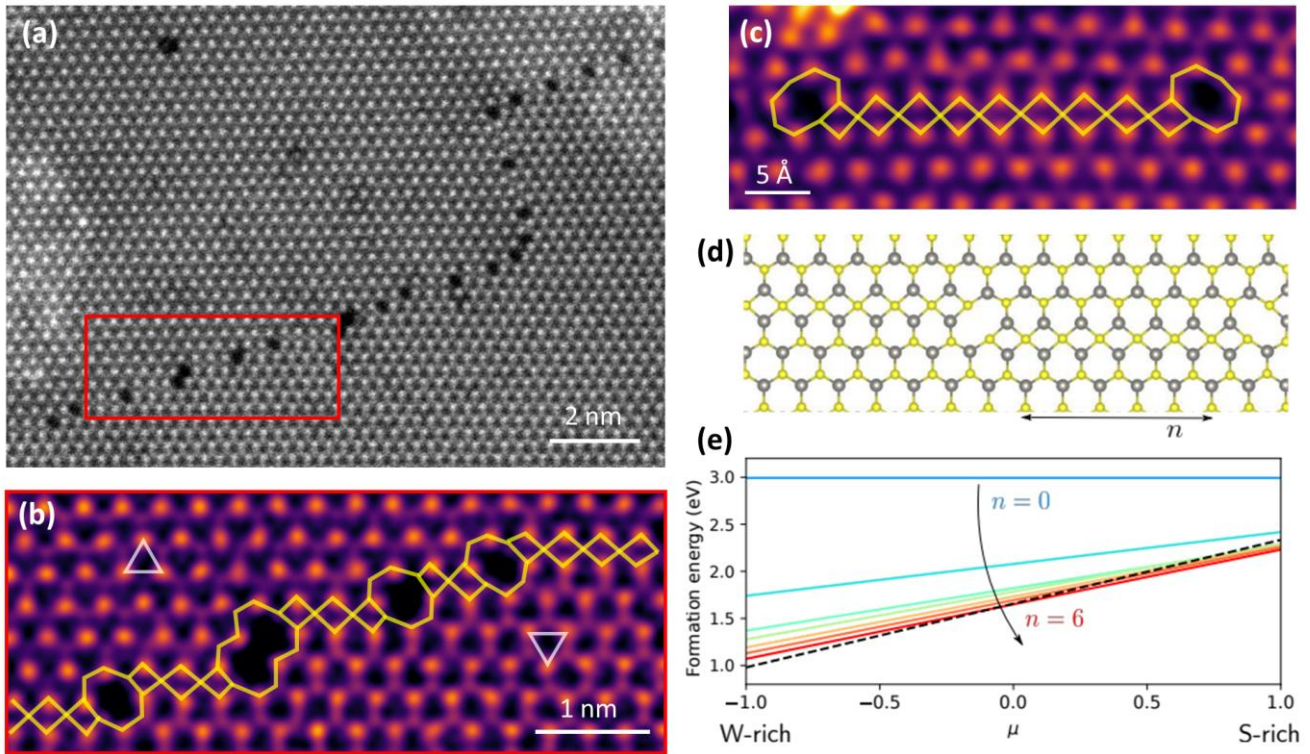 (a)
2 nm
(b)
1 nm
(c)
5 Å
(d)
n
(e)
Formation energy (eV)
3.0
2.5
2.0
1.5
1.0
n = 0
n = 6
−1.0 −0.5 0.0 0.5 1.0
W-rich μ S-rich